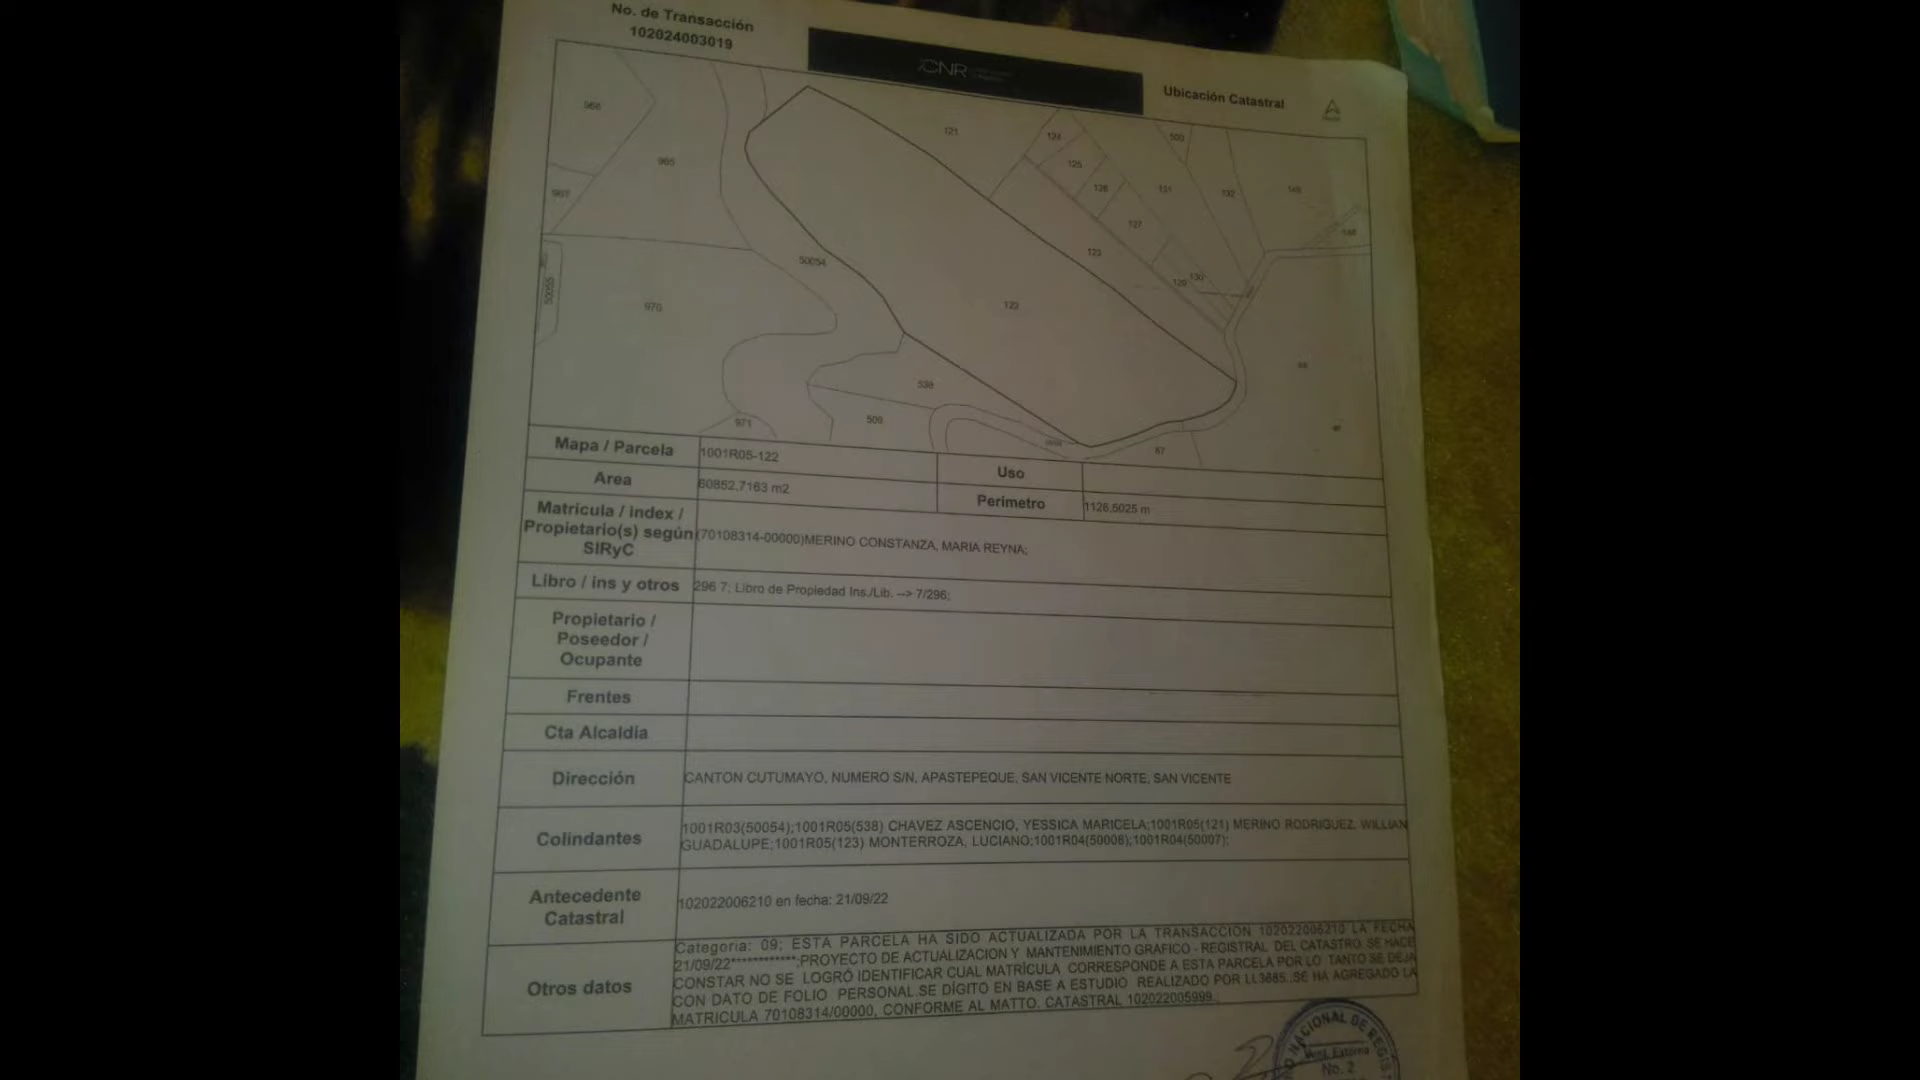 No. de Transacción
102024003019
CNR
Ubicación Catastral
968
965
967
50055
970
971
50054
121
122
538
509
124
125
126
127
123
129
130
131
500
132
149
148
67
Mapa / Parcela
1001R05-122
Uso
Area
60852,7163 m2
Perimetro
1126,5025 m
Matricula / index /
Propietario(s) según
SIRyC
(70108314-00000)MERINO CONSTANZA, MARIA REYNA;
Libro / ins y otros
296 7; Libro de Propiedad Ins./Lib. --> 7/296;
Propietario /
Poseedor /
Ocupante
Frentes
Cta Alcaldia
Dirección
CANTON CUTUMAYO, NUMERO S/N, APASTEPEQUE, SAN VICENTE NORTE, SAN VICENTE
Colindantes
1001R03(50054);1001R05(538) CHAVEZ ASCENCIO, YESSICA MARICELA;1001R05(121) MERINO RODRIGUEZ, WILLIAN
GUADALUPE;1001R05(123) MONTERROZA, LUCIANO;1001R04(50006);1001R04(50007);
Antecedente
Catastral
102022006210 en fecha: 21/09/22
Otros datos
Categoria: 09; ESTA PARCELA HA SIDO ACTUALIZADA POR LA TRANSACCION 102022006210 LA FECHA
21/09/22************;PROYECTO DE ACTUALIZACION Y MANTENIMIENTO GRAFICO - REGISTRAL DEL CATASTRO. SE HACE
CONSTAR NO SE LOGRÓ IDENTIFICAR CUAL MATRÍCULA CORRESPONDE A ESTA PARCELA POR LO TANTO SE DEJA
CON DATO DE FOLIO PERSONAL.SE DÍGITO EN BASE A ESTUDIO REALIZADO POR LL3685..SE HA AGREGADO LA
MATRICULA 70108314/00000, CONFORME AL MATTO. CATASTRAL 102022005999.;
NACIONAL DE REGIST
Vent. Externa
No. 2